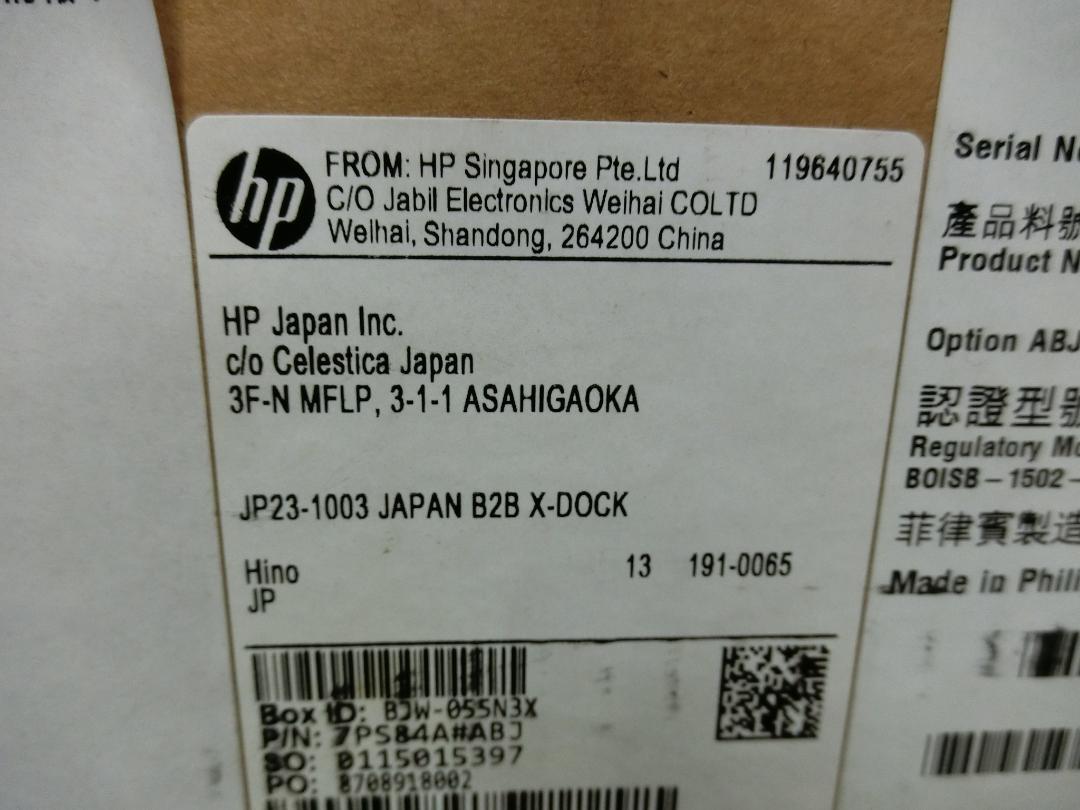 hp
FROM: HP Singapore Pte.Ltd 119640755
C/O Jabil Electronics Weihai COLTD
Weihai, Shandong, 264200 China
HP Japan Inc.
c/o Celestica Japan
3F-N MFLP, 3-1-1 ASAHIGAOKA
JP23-1003 JAPAN B2B X-DOCK
Hino 13 191-0065
JP
Box ID: BJW-055N3X
P/N: 7PS84A#ABJ
SO: 0115015397
PO: 8708918002
Serial
產品料號
Product
Option ABJ
認證型號
Regulatory
BOISB-1502-
菲律賓製造
Made in